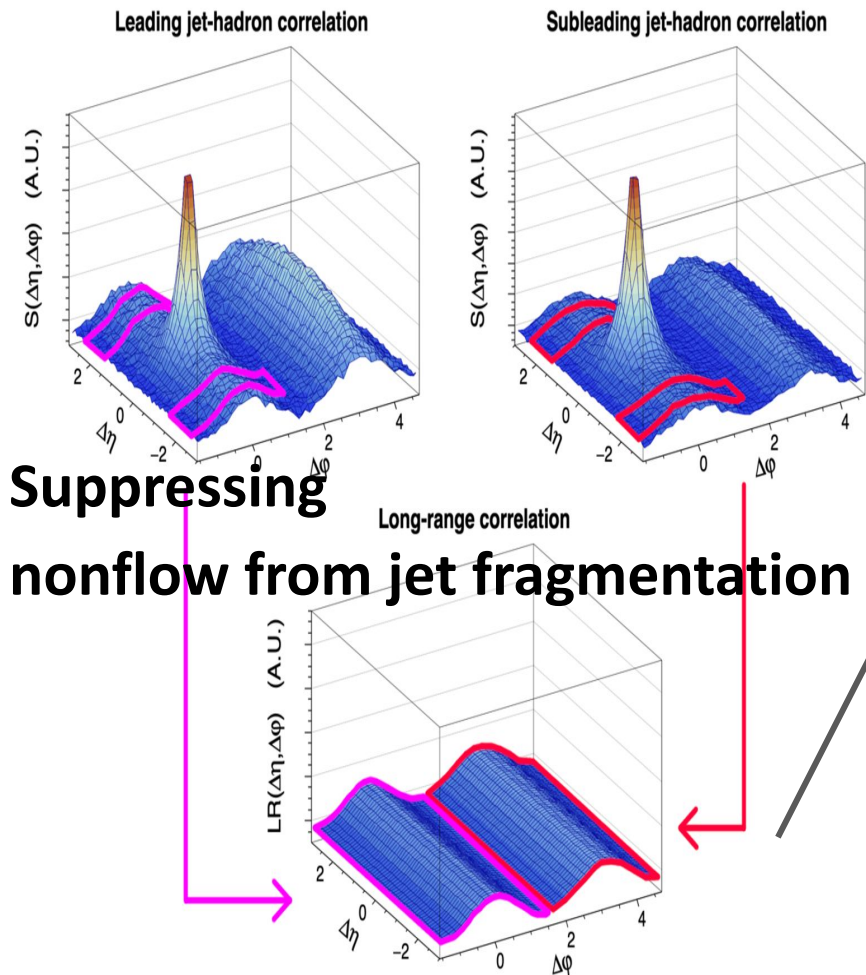 Leading jet-hadron correlation
S(Δη,Δφ) (A.U.)
2
0
−2
Δη
0
2
4
Δφ
Subleading jet-hadron correlation
S(Δη,Δφ) (A.U.)
2
0
−2
Δη
0
2
4
Δφ
Suppressing
nonflow from jet fragmentation
Long-range correlation
LR(Δη,Δφ) (A.U.)
2
0
−2
Δη
0
2
4
Δφ